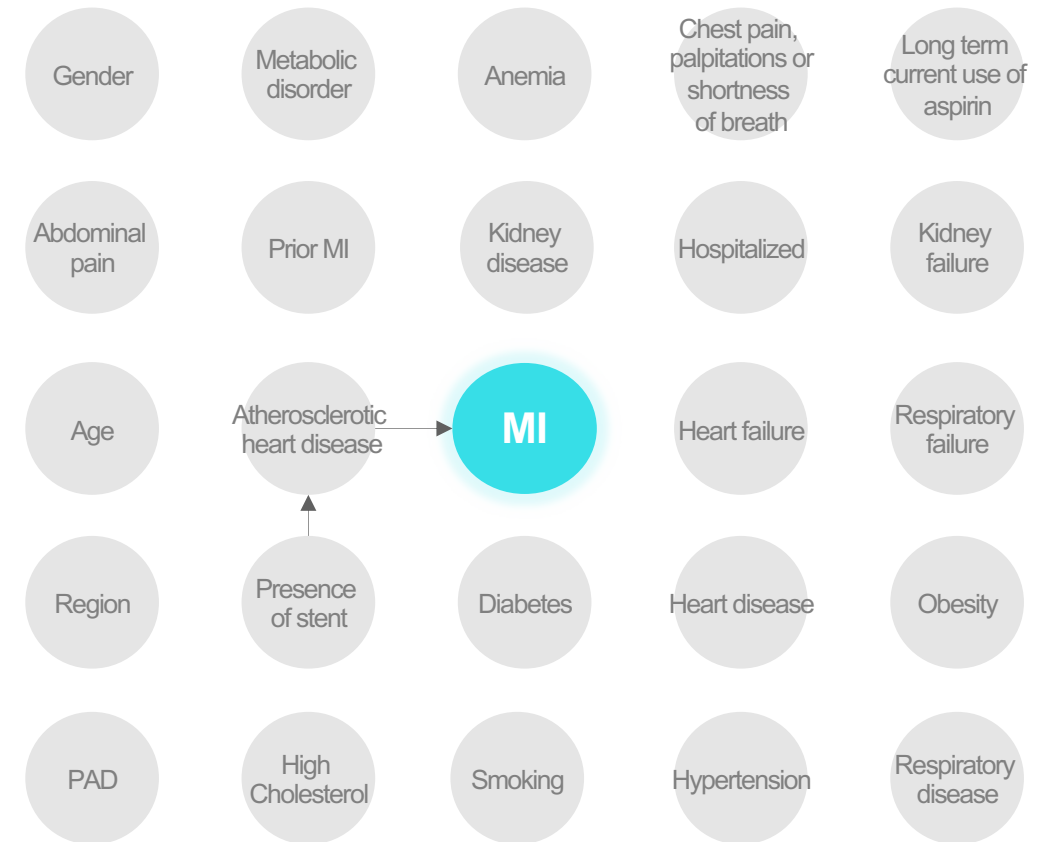 Gender
Metabolic
disorder
Anemia
Chest pain,
palpitations or
shortness
of breath
Long term
current use of
aspirin
Abdominal
pain
Prior MI
Kidney
disease
Hospitalized
Kidney
failure
Age
Atherosclerotic
heart disease
MI
Heart failure
Respiratory
failure
Region
Presence
of stent
Diabetes
Heart disease
Obesity
PAD
High
Cholesterol
Smoking
Hypertension
Respiratory
disease